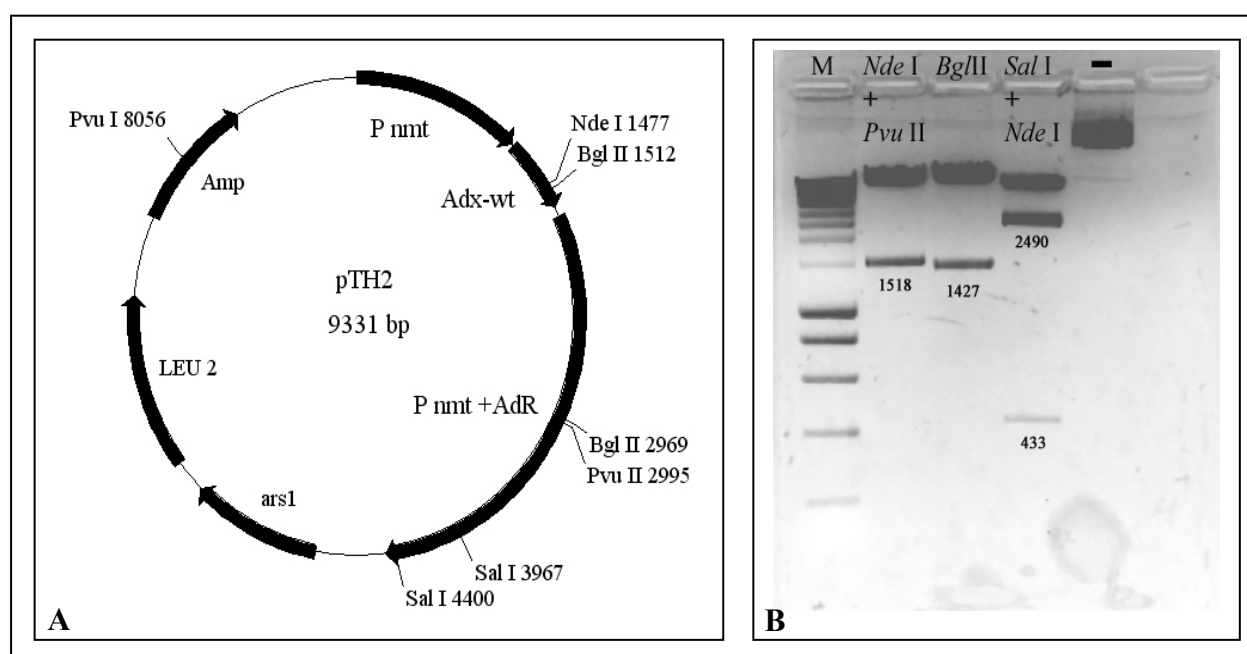 P nmt
Pvu I 8056
Nde I 1477
Bgl II 1512
Amp
Adx-wt
pTH2
9331 bp
LEU 2
P nmt +AdR
Bgl II 2969
Pvu II 2995
ars1
Sal I 3967
Sal I 4400
A
M Nde I BglII Sal I -
+ +
Pvu II Nde I
2490
1518 1427
433
B